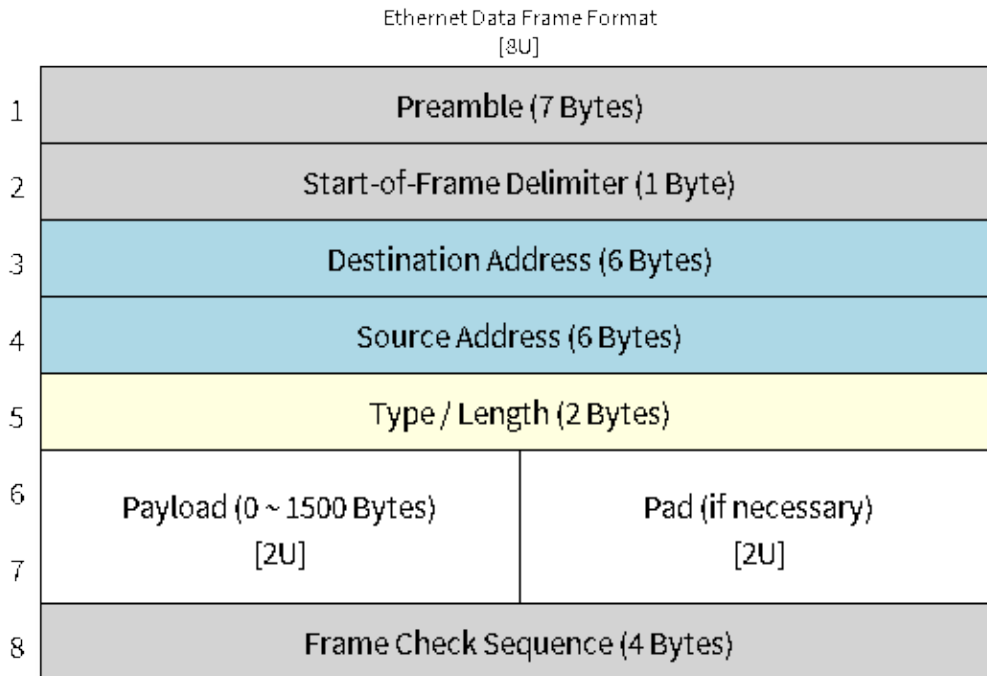 Ethernet Data Frame Format
[8U]
1
Preamble (7 Bytes)
2
Start-of-Frame Delimiter (1 Byte)
3
Destination Address (6 Bytes)
4
Source Address (6 Bytes)
5
Type / Length (2 Bytes)
6
Payload (0 ~ 1500 Bytes)
[2U]
Pad (if necessary)
[2U]
7
8
Frame Check Sequence (4 Bytes)